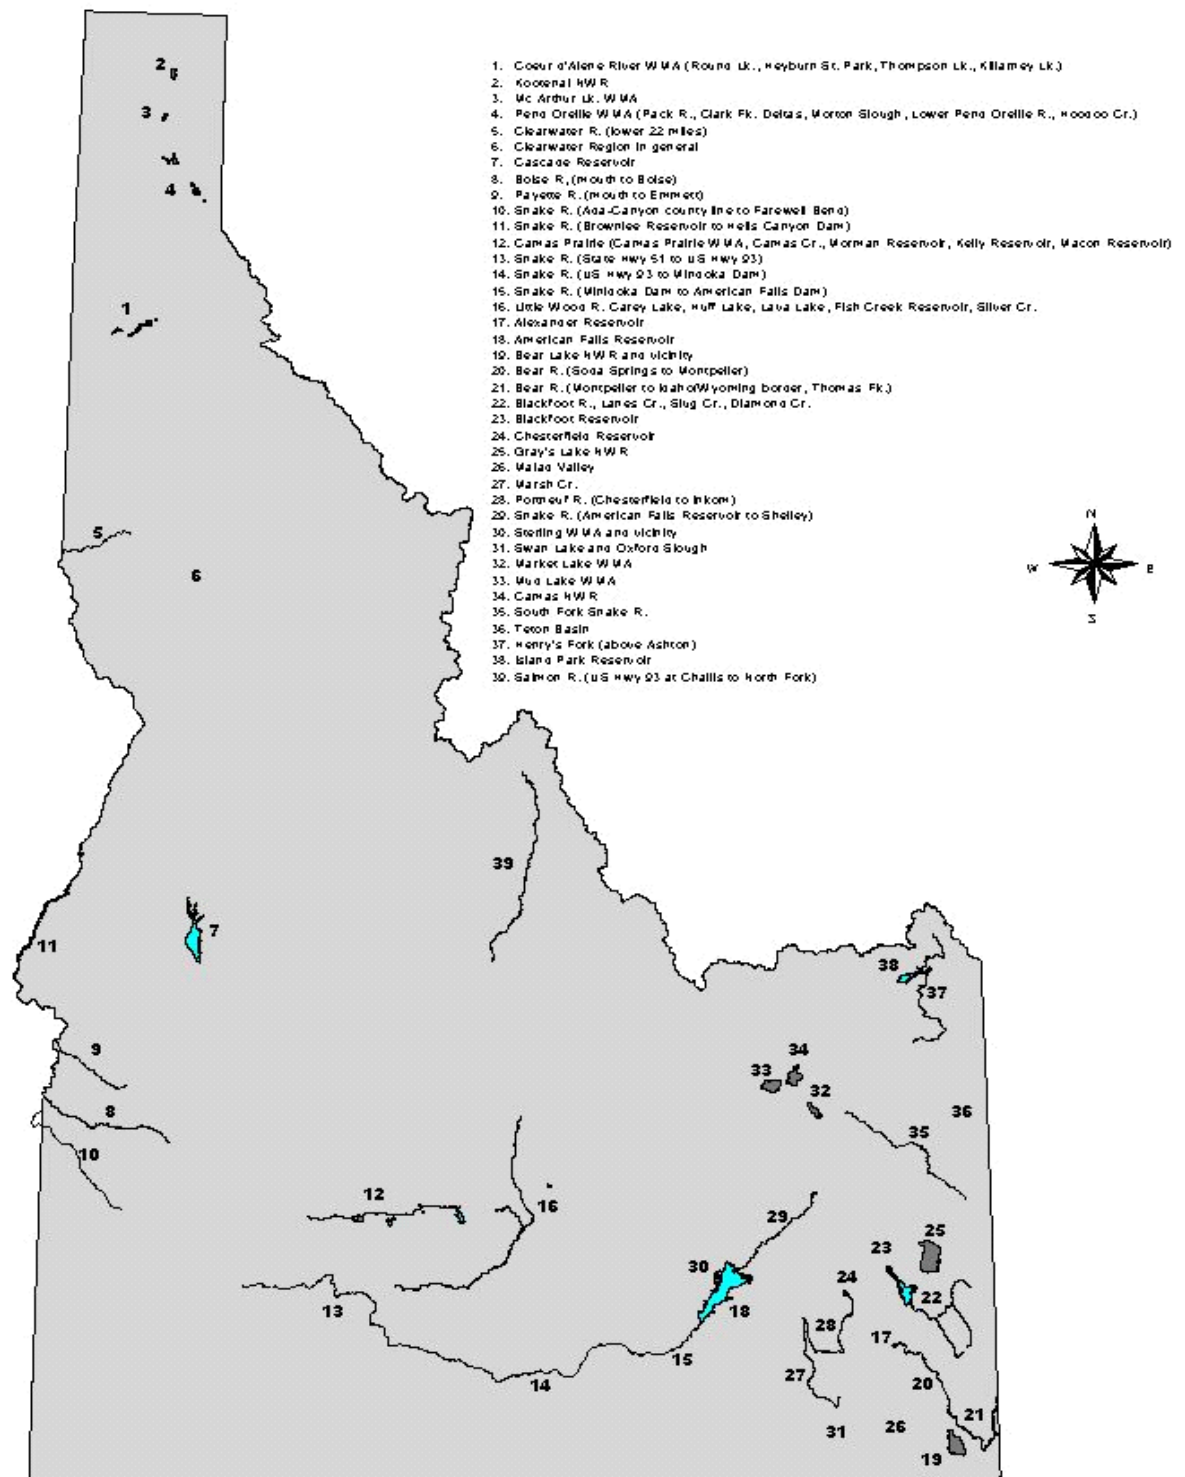 1. Coeur d'Alene River WMA (Round Lk., Heyburn St. Park, Thompson Lk., Killarney Lk.)
2. Kootenai NWR
3. Mc Arthur Lk. WMA
4. Pend Oreille WMA (Pack R., Clark Fk. Deltas, Morton Slough, Lower Pend Oreille R., Hoodoo Cr.)
5. Clearwater R. (lower 22 miles)
6. Clearwater Region in general
7. Cascade Reservoir
8. Boise R, (mouth to Boise)
9. Payette R. (mouth to Emmett)
10. Snake R. (Ada-Canyon county line to Farewell Bend)
11. Snake R. (Brownlee Reservoir to Hells Canyon Dam)
12. Camas Prairie (Camas Prairie WMA, Camas Cr., Morman Reservoir, Kelly Reservoir, Macon Reservoir)
13. Snake R. (State Hwy 51 to US Hwy 93)
14. Snake R. (US Hwy 93 to Minidoka Dam)
15. Snake R. (Minidoka Dam to American Falls Dam)
16. Little Wood R. Carey Lake, Huff Lake, Lava Lake, Fish Creek Reservoir, Silver Cr.
17. Alexander Reservoir
18. American Falls Reservoir
19. Bear Lake NWR and vicinity
20. Bear R. (Soda Springs to Montpelier)
21. Bear R. (Montpelier to Idaho/Wyoming border, Thomas Fk.)
22. Blackfoot R., Lanes Cr., Slug Cr., Diamond Cr.
23. Blackfoot Reservoir
24. Chesterfield Reservoir
25. Gray's Lake NWR
26. Malad Valley
27. Marsh Cr.
28. Portneuf R. (Chesterfield to Inkom)
29. Snake R. (American Falls Reservoir to Shelley)
30. Sterling WMA and vicinity
31. Swan Lake and Oxford Slough
32. Market Lake WMA
33. Mud Lake WMA
34. Camas NWR
35. South Fork Snake R.
36. Teton Basin
37. Henry's Fork (above Ashton)
38. Island Park Reservoir
39. Salmon R. (US Hwy 93 at Challis to North Fork)
N
W
E
S
2
3
4
1
5
6
39
7
11
38
37
9
34
33
32
8
36
35
10
12
16
29
25
23
30
24
22
13
18
28
17
15
27
20
14
21
26
31
19